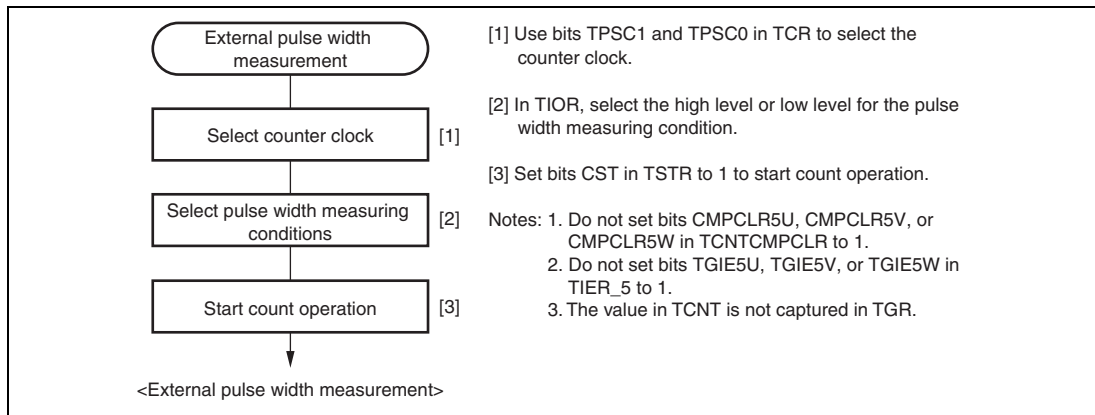 External pulse width
measurement
Select counter clock
[1]
Select pulse width measuring
conditions
[2]
Start count operation
[3]
<External pulse width measurement>
[1] Use bits TPSC1 and TPSC0 in TCR to select the
counter clock.
[2] In TIOR, select the high level or low level for the pulse
width measuring condition.
[3] Set bits CST in TSTR to 1 to start count operation.
Notes: 1. Do not set bits CMPCLR5U, CMPCLR5V, or
CMPCLR5W in TCNTCMPCLR to 1.
2. Do not set bits TGIE5U, TGIE5V, or TGIE5W in
TIER_5 to 1.
3. The value in TCNT is not captured in TGR.